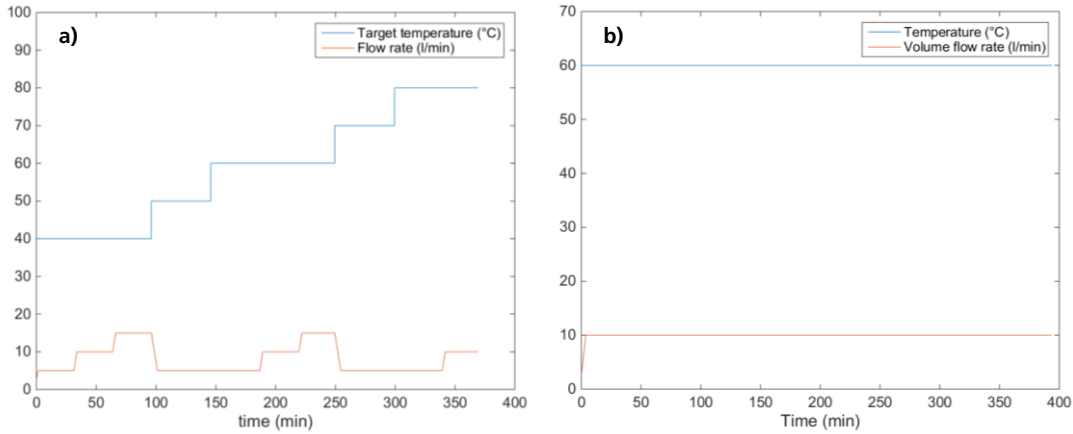 a)
Target temperature (°C)
Flow rate (l/min)
100
90
80
70
60
50
40
30
20
10
0
0 50 100 150 200 250 300 350 400
time (min)
b)
Temperature (°C)
Volume flow rate (l/min)
70
60
50
40
30
20
10
0
0 50 100 150 200 250 300 350 400
Time (min)